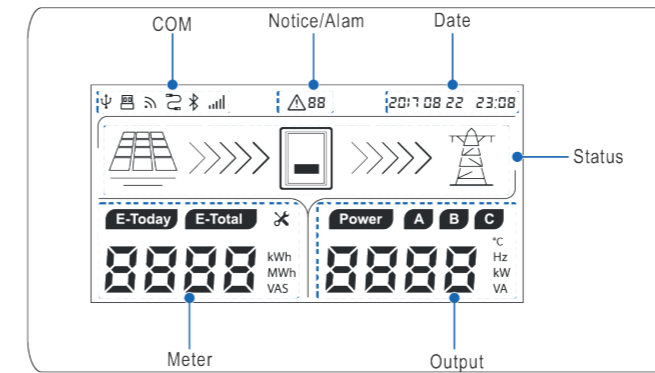 COM Notice/Alam Date
88 2017 08 22 23:08
Status
E-Today E-Total Power A B C
8888 kWh MWh VAS 8888 °C Hz kW VA
Meter Output